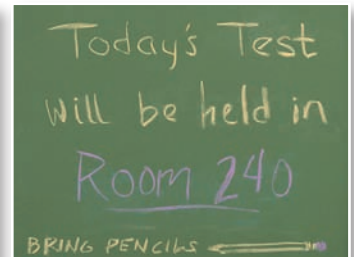 Today's Test
will be held in
Room 240
BRING PENCILS